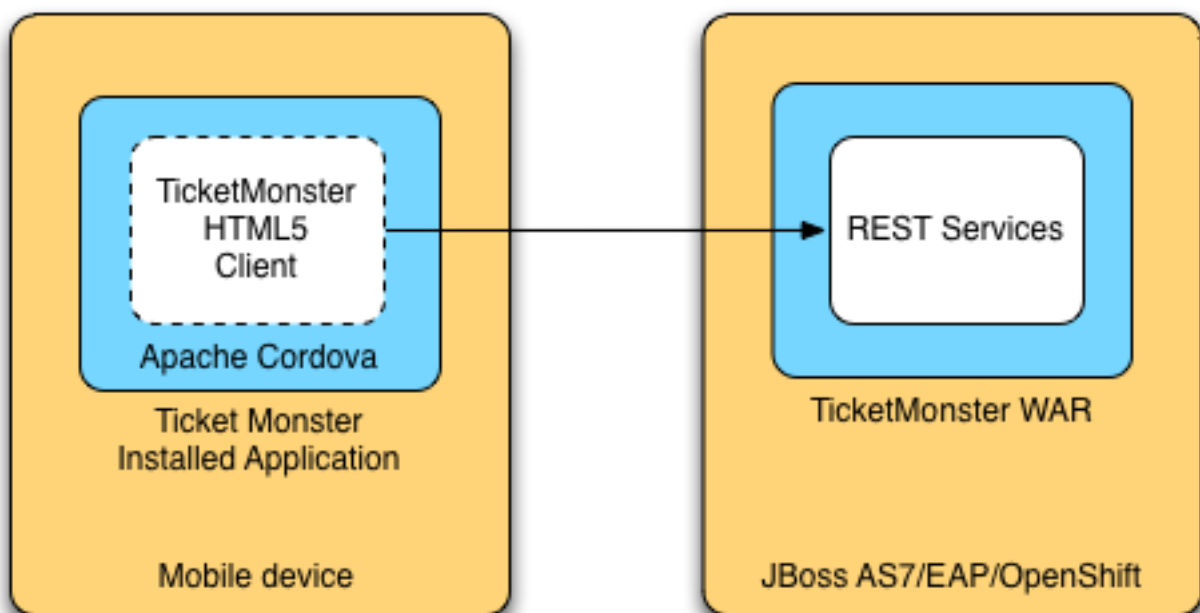 TicketMonster
HTML5
Client
Apache Cordova
Ticket Monster
Installed Application
Mobile device
REST Services
TicketMonster WAR
JBoss AS7/EAP/OpenShift